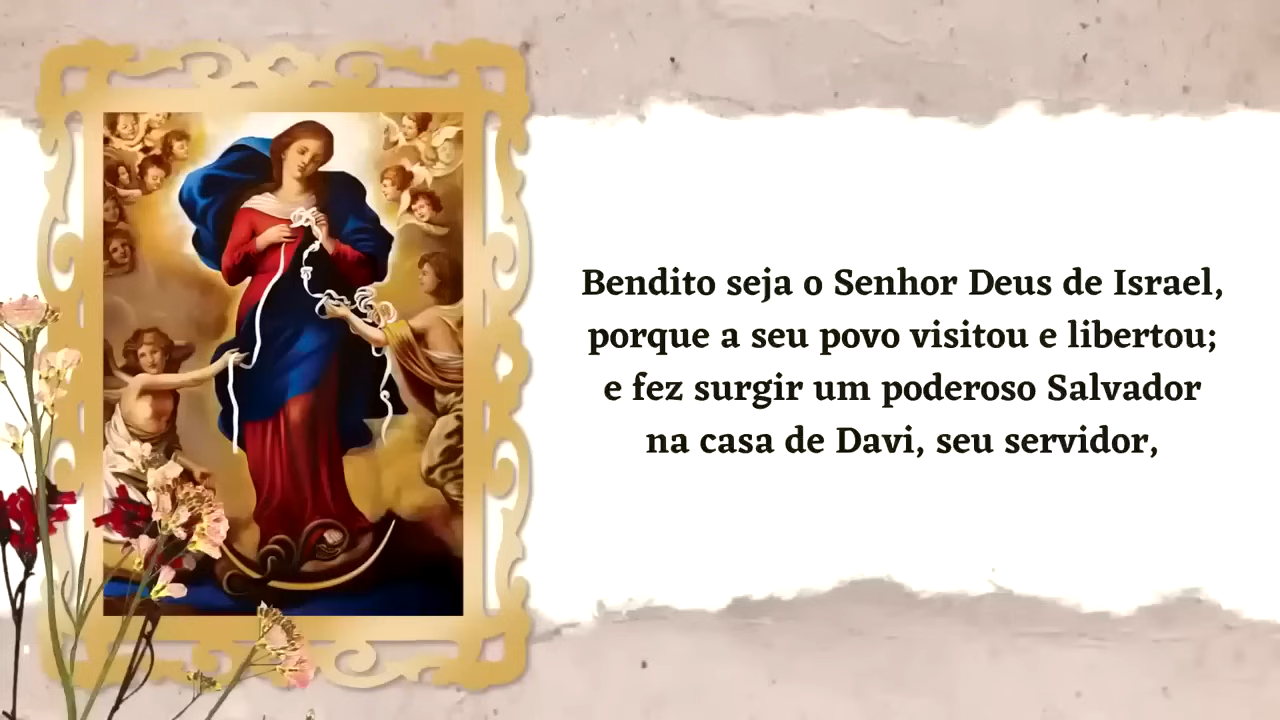 Bendito seja o Senhor Deus de Israel,
porque a seu povo visitou e libertou;
e fez surgir um poderoso Salvador
na casa de Davi, seu servidor,